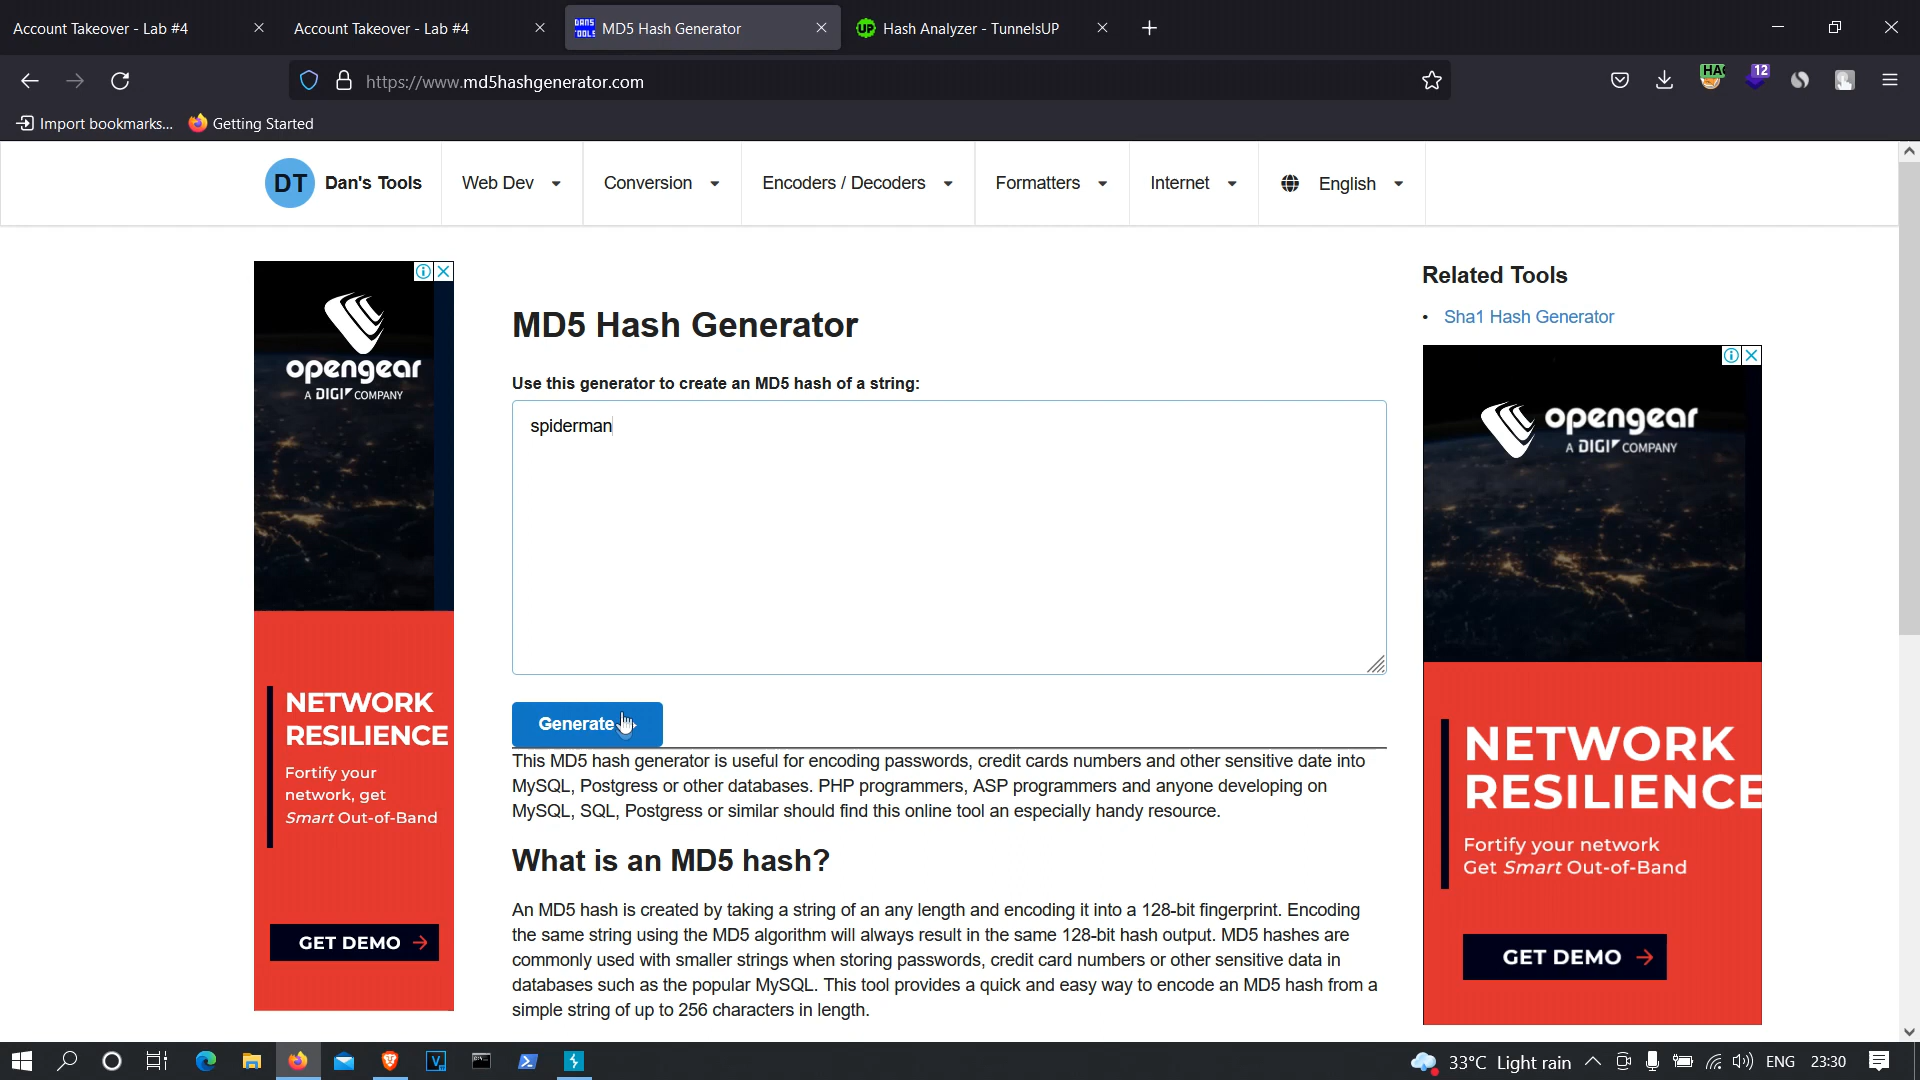 Account Takeover - Lab #4
Account Takeover - Lab #4
DANS TOOLS
MD5 Hash Generator
UP
Hash Analyzer - TunnelsUP
https://www.md5hashgenerator.com
12
Import bookmarks...
Getting Started
DT
Dan's Tools
Web Dev
Conversion
Encoders / Decoders
Formatters
Internet
English
opengear
A DIGI COMPANY
NETWORK
RESILIENCE
Fortify your
network, get
Smart Out-of-Band
GET DEMO
MD5 Hash Generator
Use this generator to create an MD5 hash of a string:
spiderman
Generate
This MD5 hash generator is useful for encoding passwords, credit cards numbers and other sensitive date into
MySQL, Postgress or other databases. PHP programmers, ASP programmers and anyone developing on
MySQL, SQL, Postgress or similar should find this online tool an especially handy resource.
What is an MD5 hash?
An MD5 hash is created by taking a string of an any length and encoding it into a 128-bit fingerprint. Encoding
the same string using the MD5 algorithm will always result in the same 128-bit hash output. MD5 hashes are
commonly used with smaller strings when storing passwords, credit card numbers or other sensitive data in
databases such as the popular MySQL. This tool provides a quick and easy way to encode an MD5 hash from a
simple string of up to 256 characters in length.
Related Tools
Sha1 Hash Generator
opengear
A DIGI COMPANY
NETWORK
RESILIENCE
Fortify your network
Get Smart Out-of-Band
GET DEMO
33°C Light rain
ENG
23:30